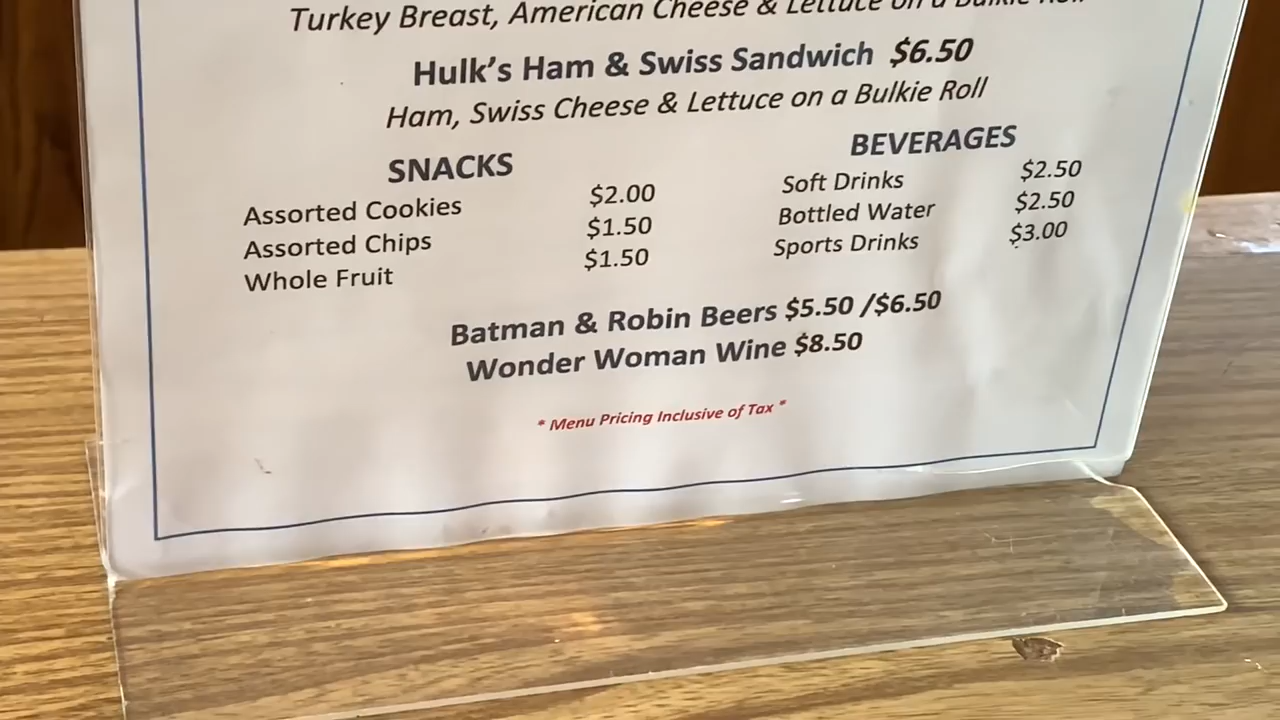 Turkey Breast, American Cheese & Lettuce on a Bulkie Roll
Hulk's Ham & Swiss Sandwich $6.50
Ham, Swiss Cheese & Lettuce on a Bulkie Roll
SNACKS
Assorted Cookies $2.00
Assorted Chips $1.50
Whole Fruit $1.50
BEVERAGES
Soft Drinks $2.50
Bottled Water $2.50
Sports Drinks $3.00
Batman & Robin Beers $5.50 /$6.50
Wonder Woman Wine $8.50
* Menu Pricing Inclusive of Tax *